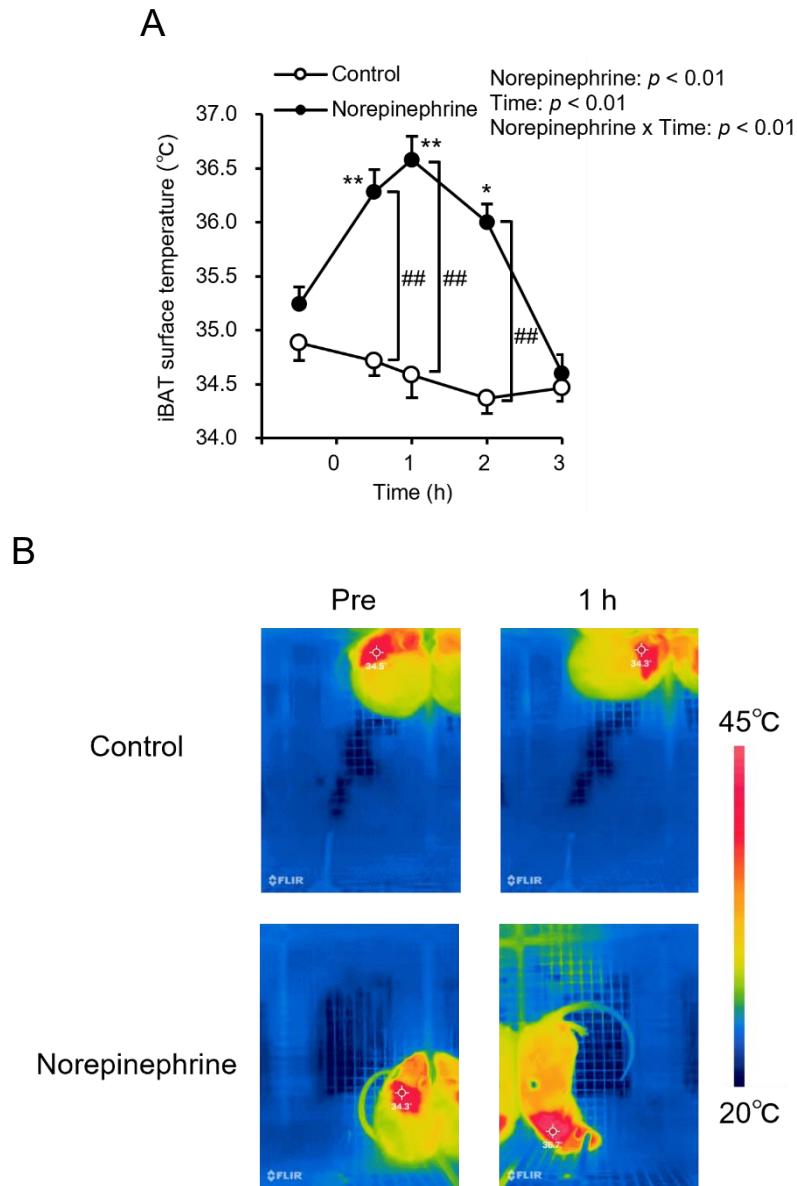 A
Control
Norepinephrine
Norepinephrine: p < 0.01
Time: p < 0.01
Norepinephrine x Time: p < 0.01
iBAT surface temperature (℃)
37.0
36.5
36.0
35.5
35.0
34.5
34.0
**
**
*
##
##
##
0
1
2
3
Time (h)
B
Pre
1 h
Control
34.5°
34.3°
FLIR
FLIR
45℃
Norepinephrine
34.3°
36.7°
FLIR
FLIR
20℃